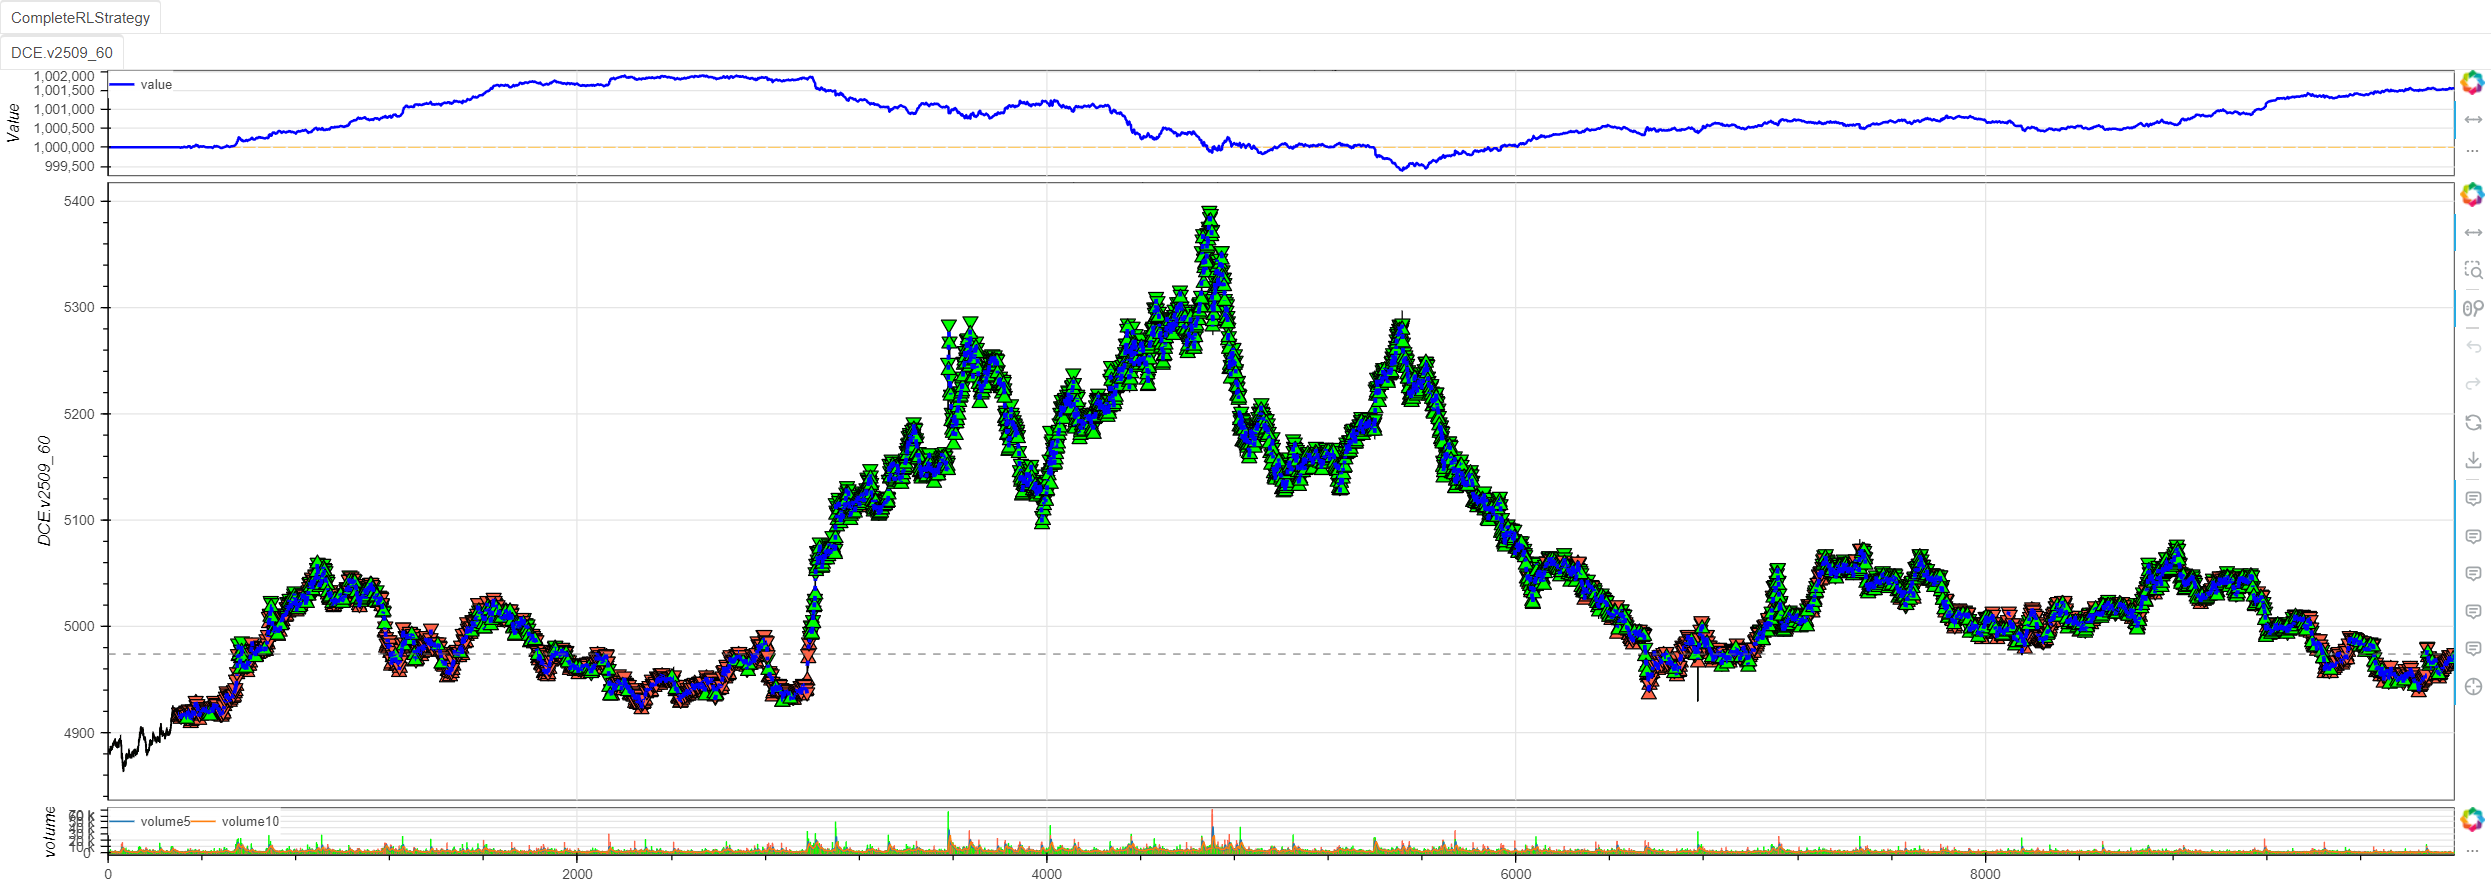 CompleteRLStrategy
DCE.v2509_60
Value
1,002,000
1,001,500
1,001,000
1,000,500
1,000,000
999,500
value
DCE.v2509_60
5400
5300
5200
5100
5000
4900
volume
volume5 volume10
0
0 2000 4000 6000 8000